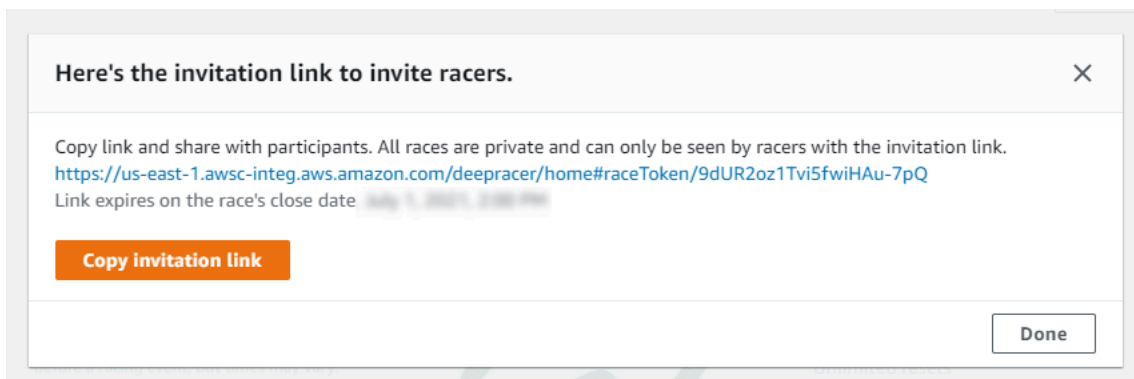 Here's the invitation link to invite racers.
Copy link and share with participants. All races are private and can only be seen by racers with the invitation link.
https://us-east-1.awsc-integ.aws.amazon.com/deepracer/home#raceToken/9dUR2oz1Tvi5fwiHAu-7pQ
Link expires on the race's close date
Copy invitation link
Done